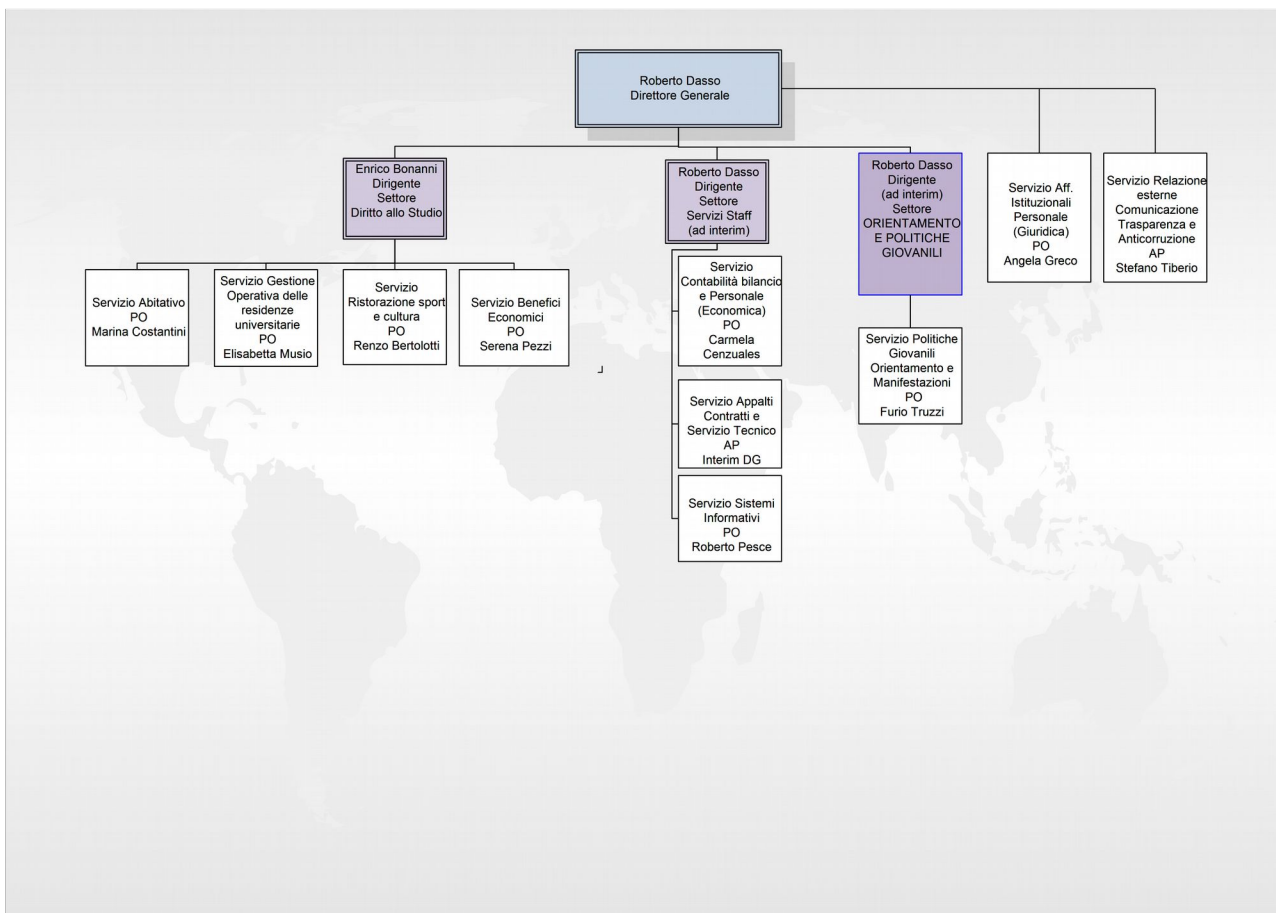 Roberto Dasso
Direttore Generale
Enrico Bonanni
Dirigente
Settore
Diritto allo Studio
Roberto Dasso
Dirigente
Settore
Servizi Staff
(ad interim)
Roberto Dasso
Dirigente
(ad interim)
Settore
ORIENTAMENTO
E POLITICHE
GIOVANILI
Servizio Aff.
Istituzionali
Personale
(Giuridica)
PO
Angela Greco
Servizio Relazione
esterne
Comunicazione
Trasparenza e
Anticorruzione
AP
Stefano Tiberio
Servizio Abitativo
PO
Marina Costantini
Servizio Gestione
Operativa delle
residenze
universitarie
PO
Elisabetta Musio
Servizio
Ristorazione sport
e cultura
PO
Renzo Bertolotti
Servizio Benefici
Economici
PO
Serena Pezzi
Servizio
Contabilità bilancio
e Personale
(Economica)
PO
Carmela
Cenzuales
Servizio Appalti
Contratti e
Servizio Tecnico
AP
Interim DG
Servizio Sistemi
Informativi
PO
Roberto Pesce
Servizio Politiche
Giovanili
Orientamento e
Manifestazioni
PO
Furio Truzzi